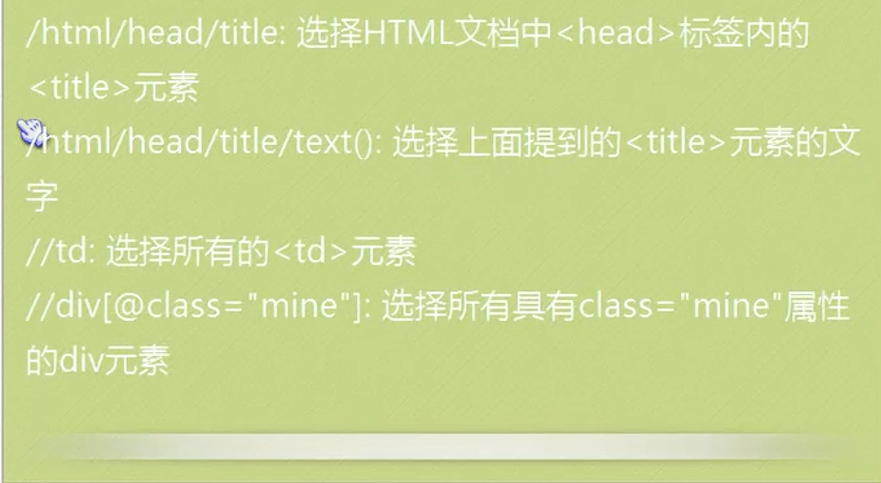 /html/head/title: 选择HTML文档中<head>标签内的
<title>元素
/html/head/title/text(): 选择上面提到的<title>元素的文
字
//td: 选择所有的<td>元素
//div[@class="mine"]: 选择所有具有class="mine"属性
的div元素